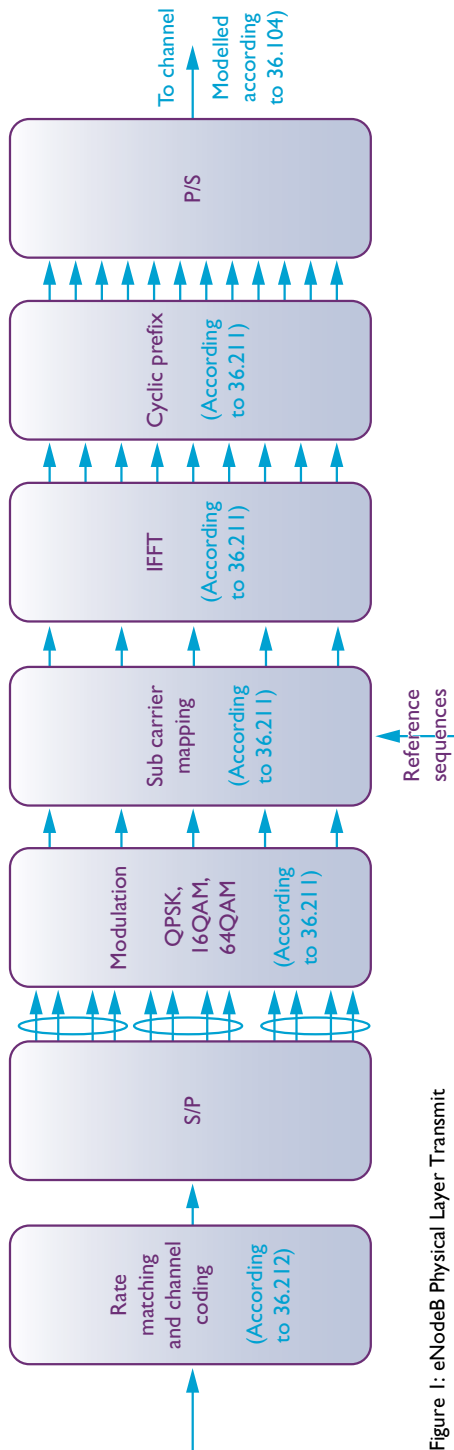 Rate
matching
and channel
coding
(According
to 36.212)
S/P
Modulation
QPSK,
16QAM,
64QAM
(According
to 36.211)
Sub carrier
mapping
(According
to 36.211)
Reference
sequences
IFFT
(According
to 36.211)
Cyclic prefix
(According
to 36.211)
P/S
To channel
Modelled
according
to 36.104)
Figure 1: eNodeB Physical Layer Transmit